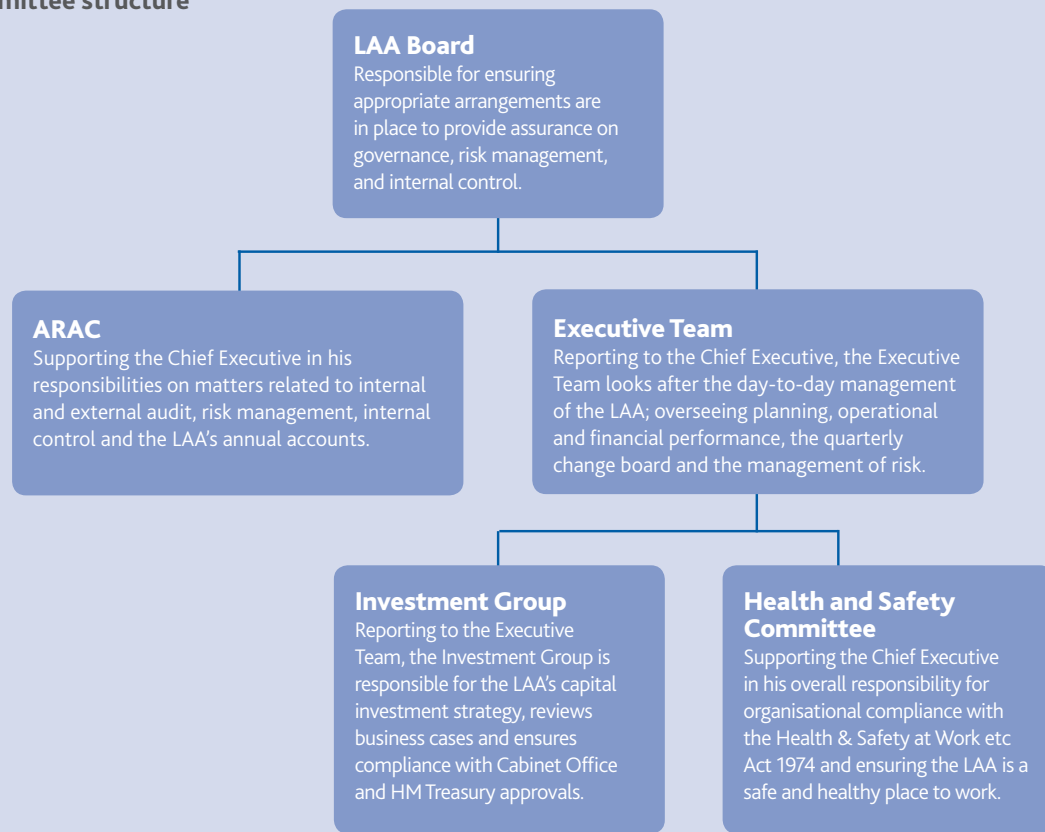 mittee structure
LAA Board
Responsible for ensuring
appropriate arrangements are
in place to provide assurance on
governance, risk management,
and internal control.
ARAC
Supporting the Chief Executive in his
responsibilities on matters related to internal
and external audit, risk management, internal
control and the LAA's annual accounts.
Executive Team
Reporting to the Chief Executive, the Executive
Team looks after the day-to-day management
of the LAA; overseeing planning, operational
and financial performance, the quarterly
change board and the management of risk.
Investment Group
Reporting to the Executive
Team, the Investment Group is
responsible for the LAA's capital
investment strategy, reviews
business cases and ensures
compliance with Cabinet Office
and HM Treasury approvals.
Health and Safety
Committee
Supporting the Chief Executive
in his overall responsibility for
organisational compliance with
the Health & Safety at Work etc
Act 1974 and ensuring the LAA is a
safe and healthy place to work.